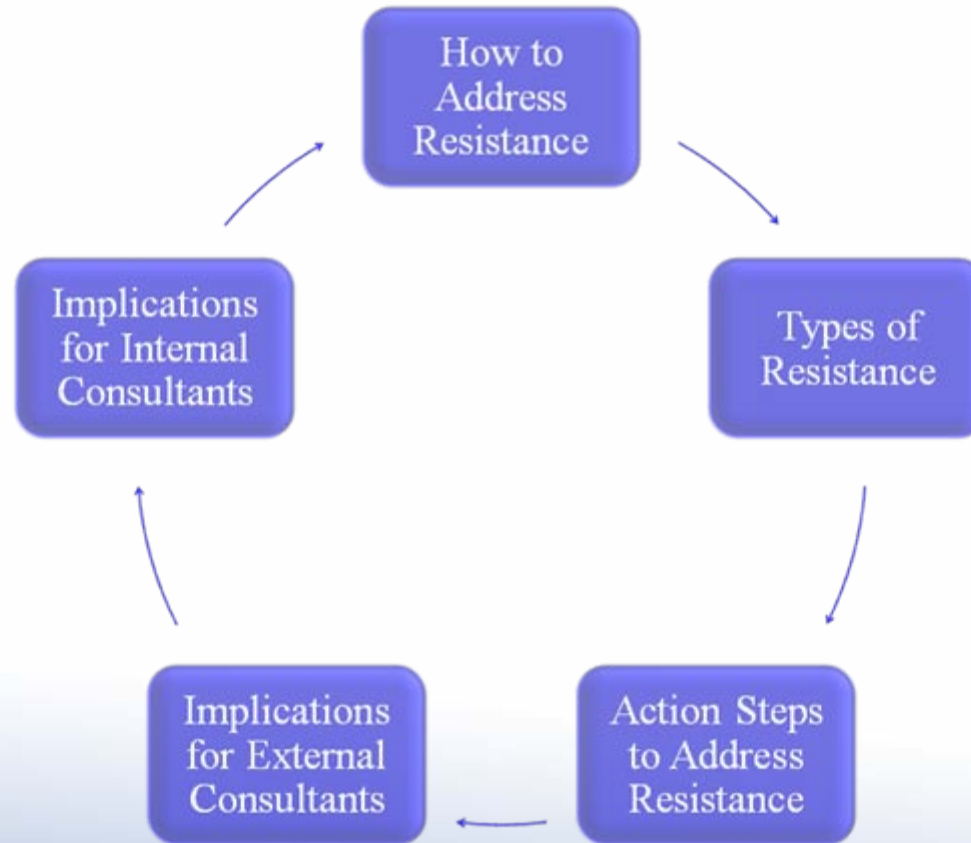 How to
Address
Resistance
Types of
Resistance
Action Steps
to Address
Resistance
Implications
for External
Consultants
Implications
for Internal
Consultants